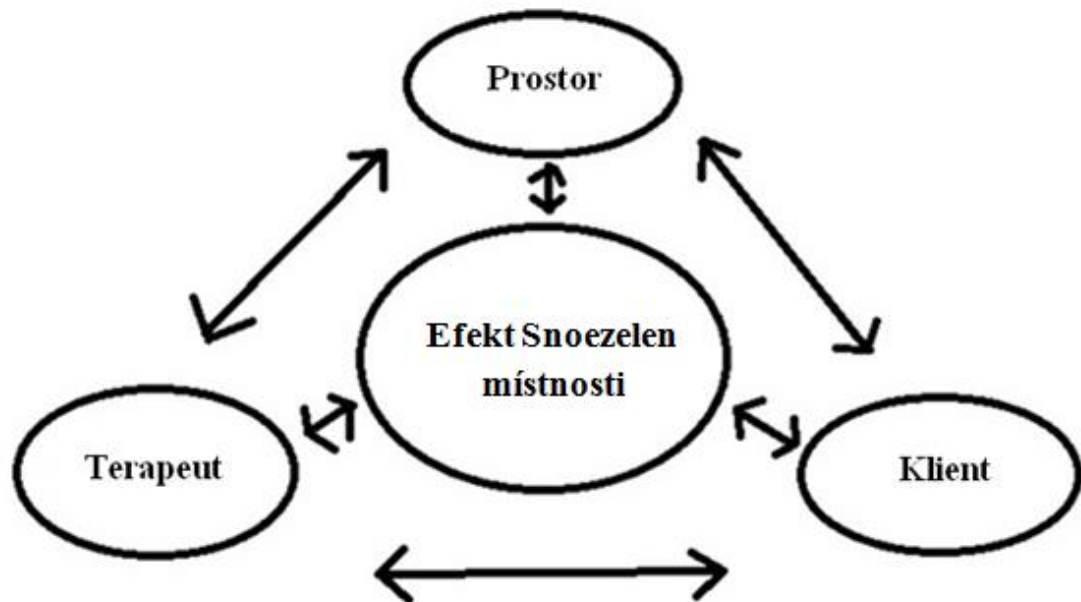 Prostor
Efekt Snoezelen
místnosti
Terapeut
Klient